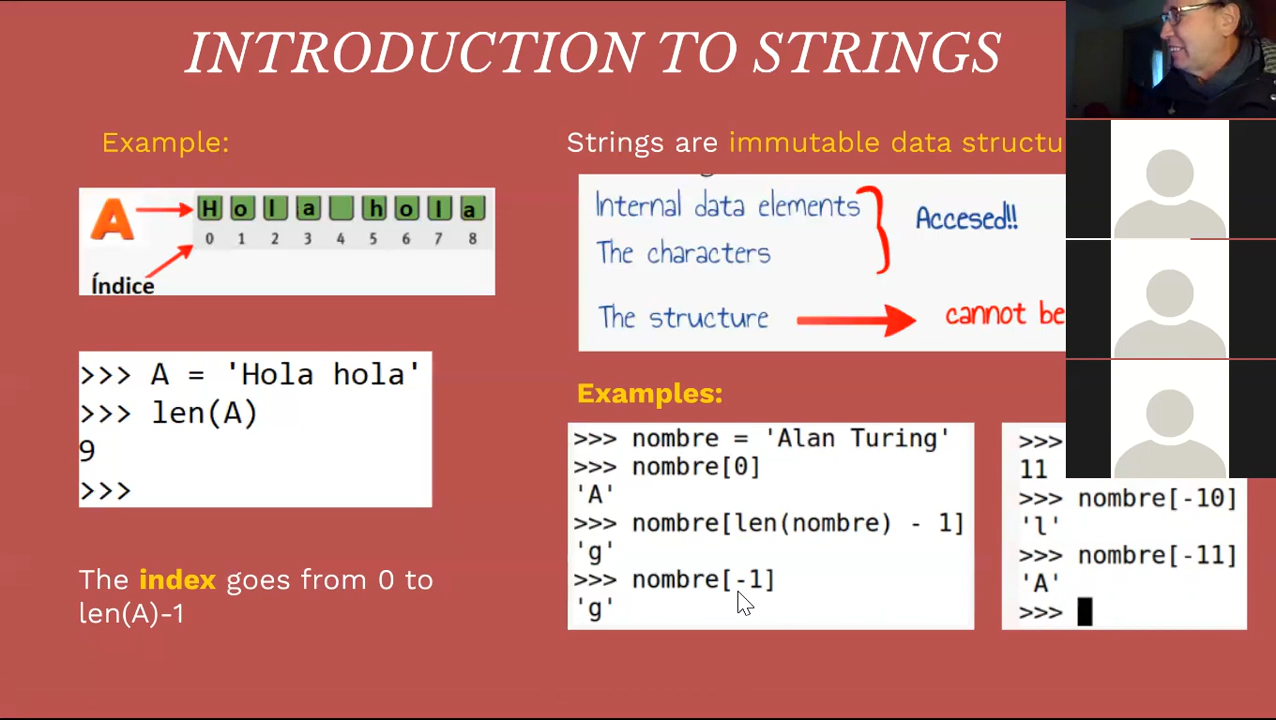 INTRODUCTION TO STRINGS
Example:
A
H o l a h o l a
0 1 2 3 4 5 6 7 8
Índice
>>> A = 'Hola hola'
>>> len(A)
9
>>>
The index goes from 0 to
len(A)-1
Strings are immutable data structu
Internal data elements
The characters
Accesed!!
The structure
cannot be
Examples:
>>> nombre = 'Alan Turing'
>>> nombre[0]
'A'
>>> nombre[len(nombre) - 1]
'g'
>>> nombre[-1]
'g'
>>>
11
>>> nombre[-10]
'l'
>>> nombre[-11]
'A'
>>>